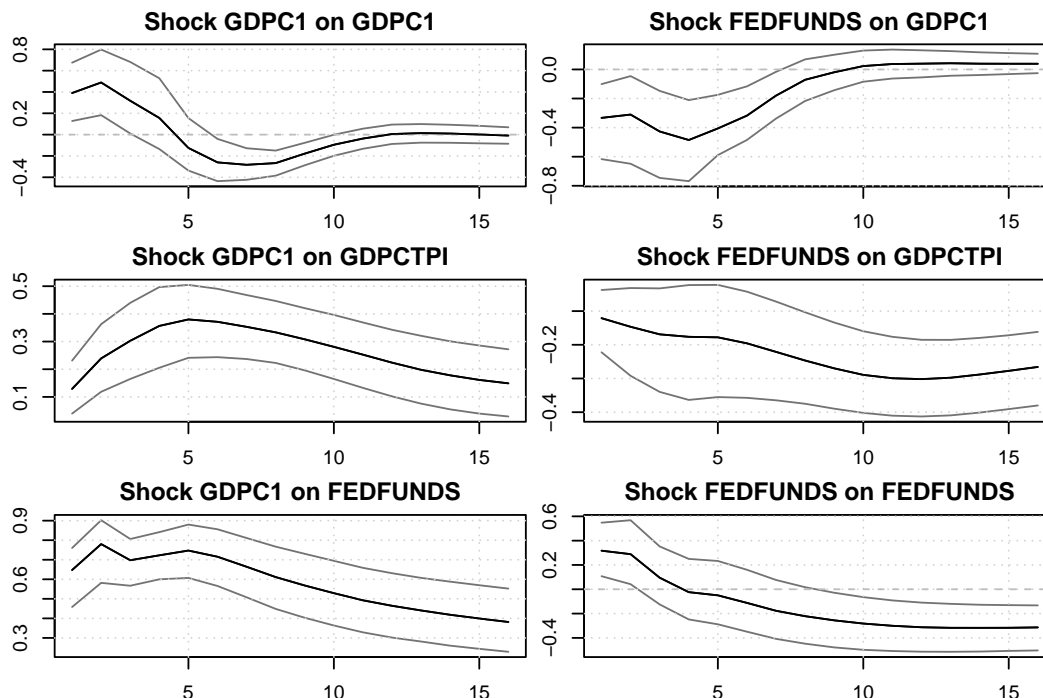 Shock GDPC1 on GDPC1
0.8
0.2
−0.4
5 10 15
Shock FEDFUNDS on GDPC1
0.0
−0.4
−0.8
5 10 15
Shock GDPC1 on GDPCTPI
0.5
0.3
0.1
5 10 15
Shock FEDFUNDS on GDPCTPI
−0.2
−0.4
5 10 15
Shock GDPC1 on FEDFUNDS
0.9
0.6
0.3
5 10 15
Shock FEDFUNDS on FEDFUNDS
0.6
0.2
−0.4
5 10 15